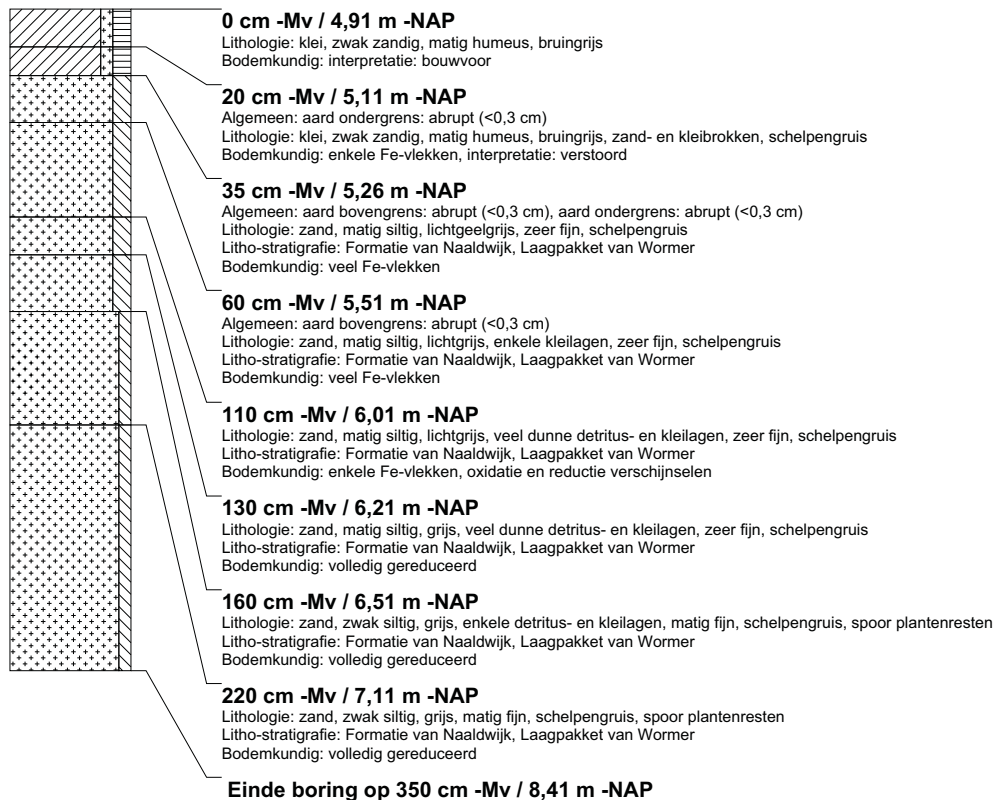 0 cm -Mv / 4,91 m -NAP
Lithologie: klei, zwak zandig, matig humeus, bruingrijs
Bodemkundig: interpretatie: bouwvoor
20 cm -Mv / 5,11 m -NAP
Algemeen: aard ondergrens: abrupt (<0,3 cm)
Lithologie: klei, zwak zandig, matig humeus, bruingrijs, zand- en kleibrokken, schelpengruis
Bodemkundig: enkele Fe-vlekken, interpretatie: verstoord
35 cm -Mv / 5,26 m -NAP
Algemeen: aard bovengrens: abrupt (<0,3 cm), aard ondergrens: abrupt (<0,3 cm)
Lithologie: zand, matig siltig, lichtgeelgrijs, zeer fijn, schelpengruis
Litho-stratigrafie: Formatie van Naaldwijk, Laagpakket van Wormer
Bodemkundig: veel Fe-vlekken
60 cm -Mv / 5,51 m -NAP
Algemeen: aard bovengrens: abrupt (<0,3 cm)
Lithologie: zand, matig siltig, lichtgrijs, enkele kleilagen, zeer fijn, schelpengruis
Litho-stratigrafie: Formatie van Naaldwijk, Laagpakket van Wormer
Bodemkundig: veel Fe-vlekken
110 cm -Mv / 6,01 m -NAP
Lithologie: zand, matig siltig, lichtgrijs, veel dunne detritus- en kleilagen, zeer fijn, schelpengruis
Litho-stratigrafie: Formatie van Naaldwijk, Laagpakket van Wormer
Bodemkundig: enkele Fe-vlekken, oxidatie en reductie verschijnselen
130 cm -Mv / 6,21 m -NAP
Lithologie: zand, matig siltig, grijs, veel dunne detritus- en kleilagen, zeer fijn, schelpengruis
Litho-stratigrafie: Formatie van Naaldwijk, Laagpakket van Wormer
Bodemkundig: volledig gereduceerd
160 cm -Mv / 6,51 m -NAP
Lithologie: zand, zwak siltig, grijs, enkele detritus- en kleilagen, matig fijn, schelpengruis, spoor plantenresten
Litho-stratigrafie: Formatie van Naaldwijk, Laagpakket van Wormer
Bodemkundig: volledig gereduceerd
220 cm -Mv / 7,11 m -NAP
Lithologie: zand, zwak siltig, grijs, matig fijn, schelpengruis, spoor plantenresten
Litho-stratigrafie: Formatie van Naaldwijk, Laagpakket van Wormer
Bodemkundig: volledig gereduceerd
Einde boring op 350 cm -Mv / 8,41 m -NAP